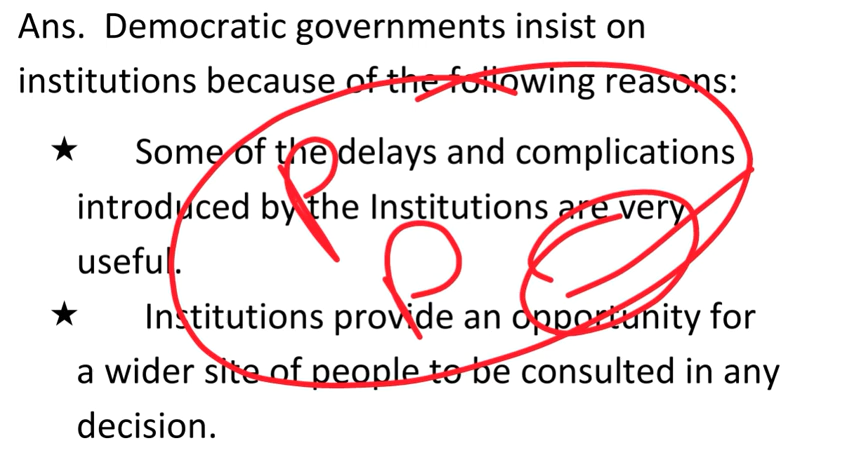 Ans. Democratic governments insist on
institutions because of the following reasons:
★ Some of the delays and complications
introduced by the Institutions are very
useful.
★ Institutions provide an opportunity for
a wider site of people to be consulted in any
decision.